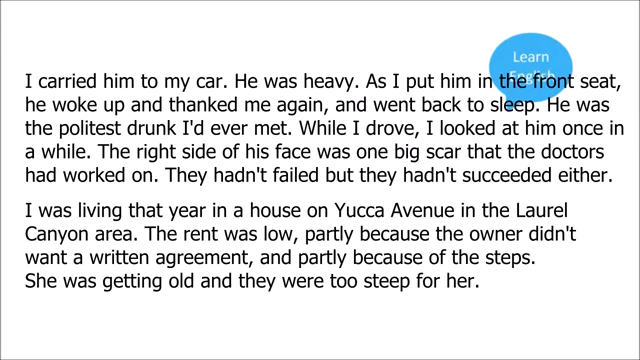 Learn
English
I carried him to my car. He was heavy. As I put him in the front seat,
he woke up and thanked me again, and went back to sleep. He was
the politest drunk I'd ever met. While I drove, I looked at him once in
a while. The right side of his face was one big scar that the doctors
had worked on. They hadn't failed but they hadn't succeeded either.
I was living that year in a house on Yucca Avenue in the Laurel
Canyon area. The rent was low, partly because the owner didn't
want a written agreement, and partly because of the steps.
She was getting old and they were too steep for her.